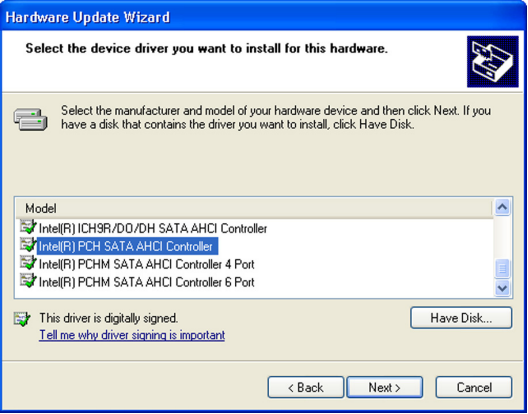 Hardware Update Wizard
Select the device driver you want to install for this hardware.
Select the manufacturer and model of your hardware device and then click Next. If you
have a disk that contains the driver you want to install, click Have Disk.
Model
Intel(R) ICH9R/DO/DH SATA AHCI Controller
Intel(R) PCH SATA AHCI Controller
Intel(R) PCHM SATA AHCI Controller 4 Port
Intel(R) PCHM SATA AHCI Controller 6 Port
This driver is digitally signed.
Have Disk...
Tell me why driver signing is important
< Back
Next >
Cancel